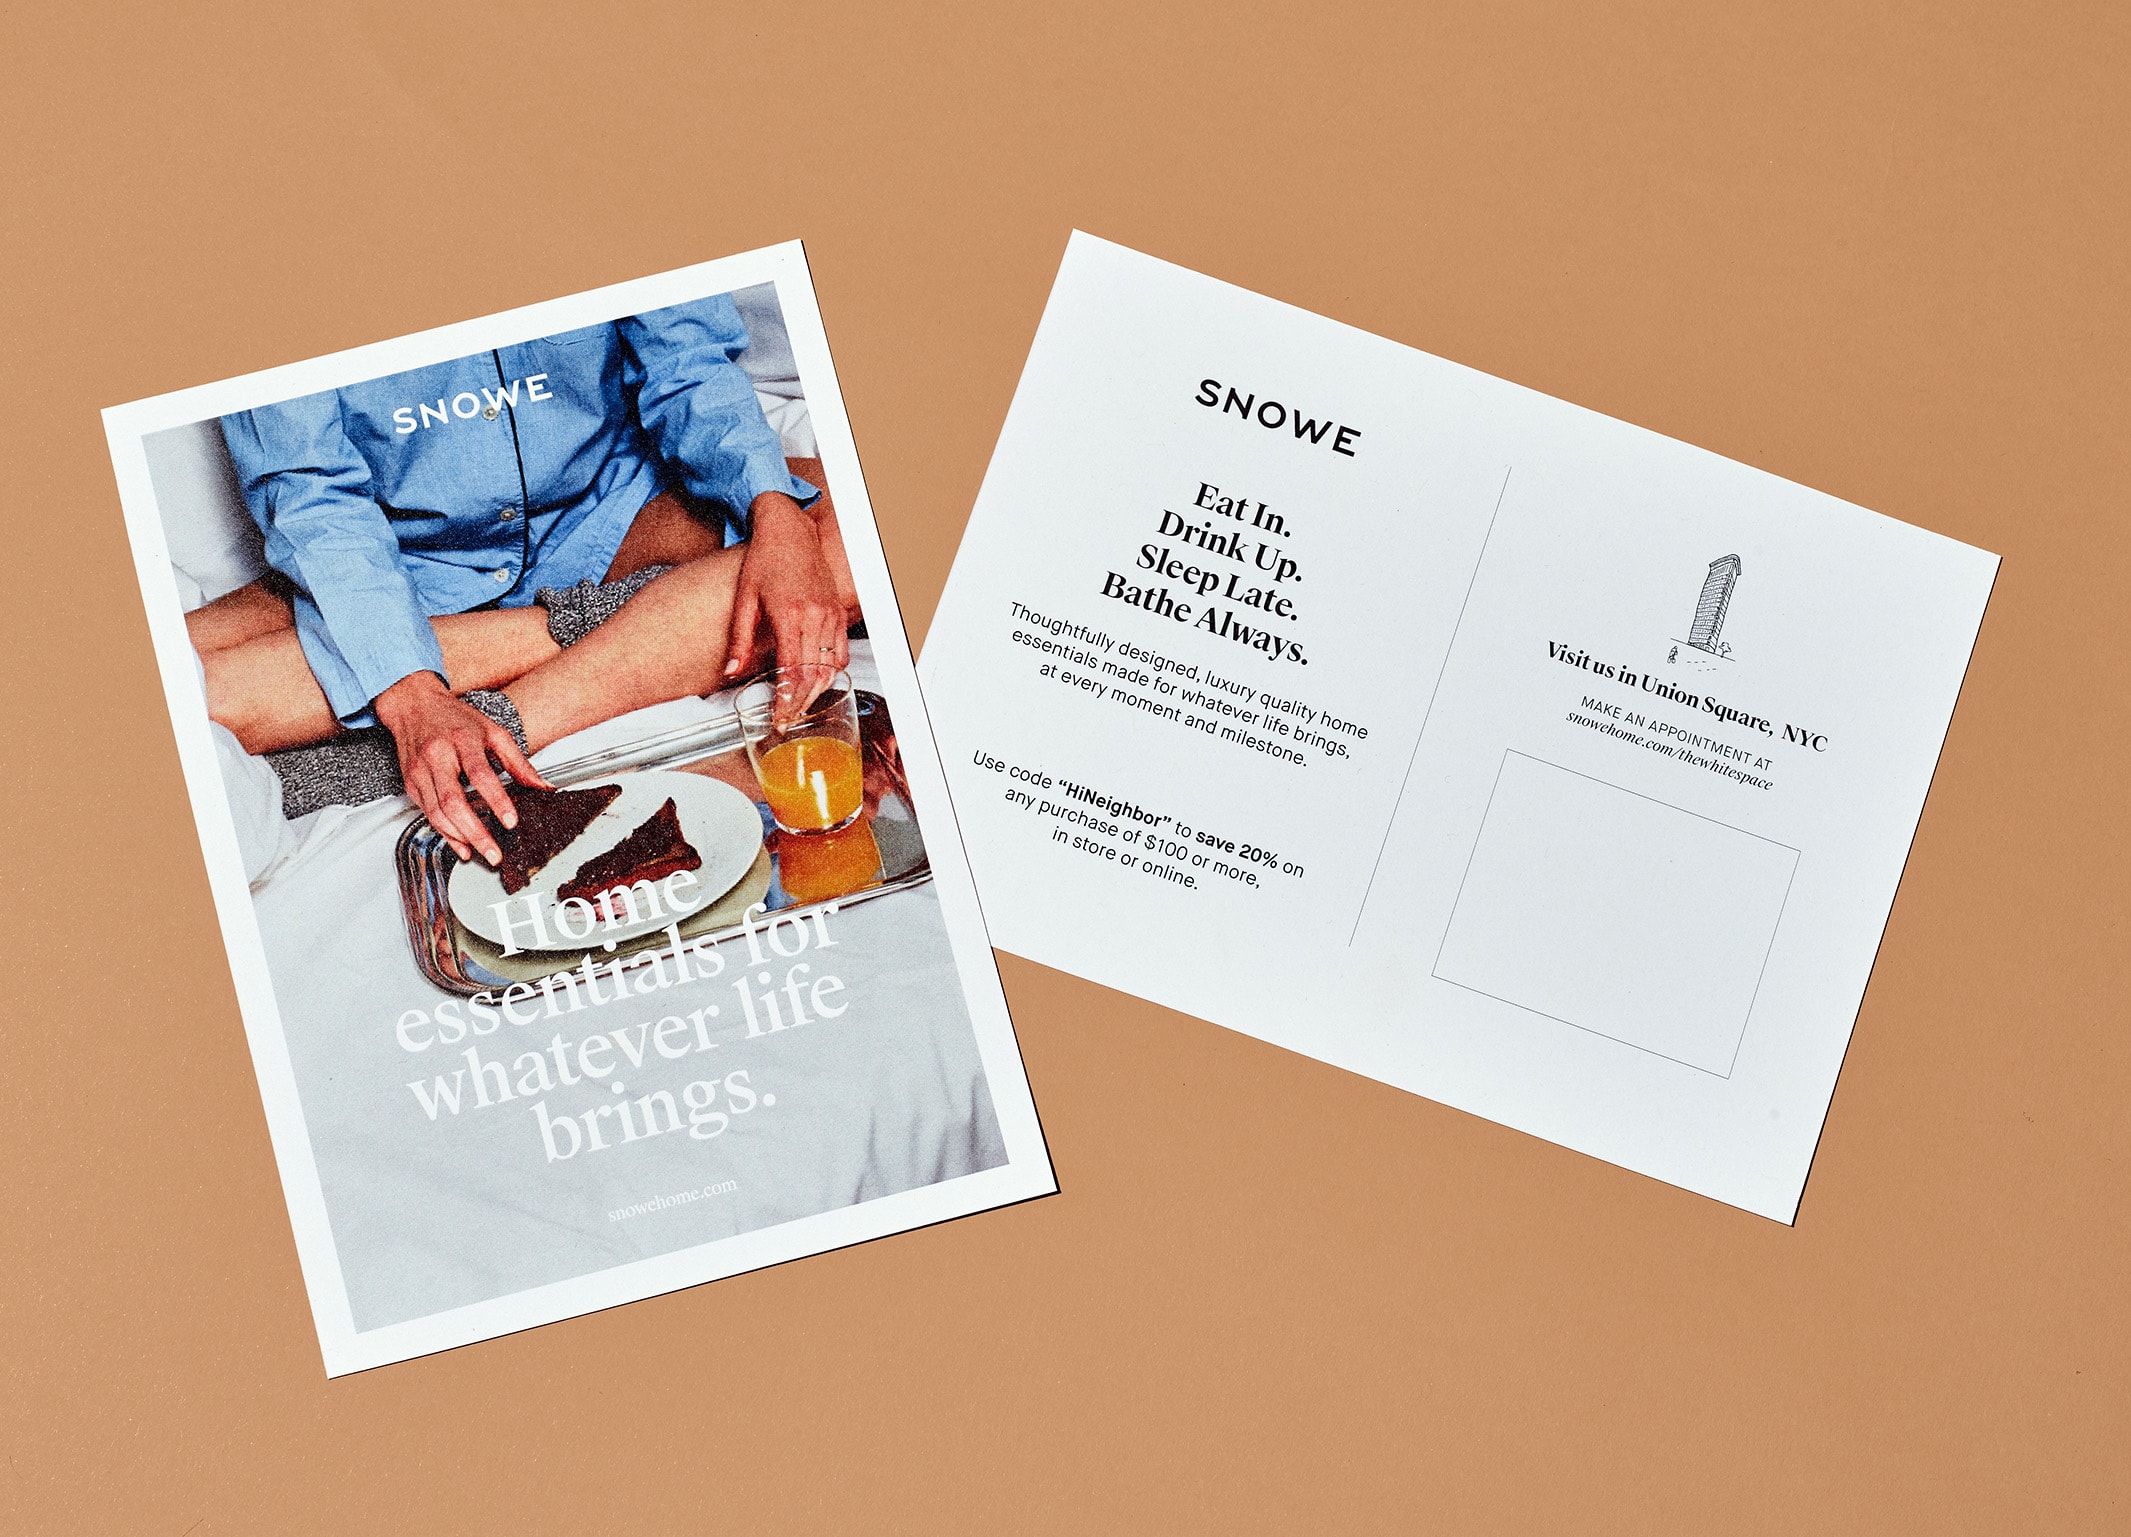 SNOWE
Home
essentials for
whatever life
brings.
snowehome.com
SNOWE
Eat In.
Drink Up.
Sleep Late.
Bathe Always.
Thoughtfully designed, luxury quality home
essentials made for whatever life brings,
at every moment and milestone.
Use code “HiNeighbor” to save 20% on
any purchase of $100 or more,
in store or online.
Visit us in Union Square, NYC
MAKE AN APPOINTMENT AT
snowehome.com/thewhitespace